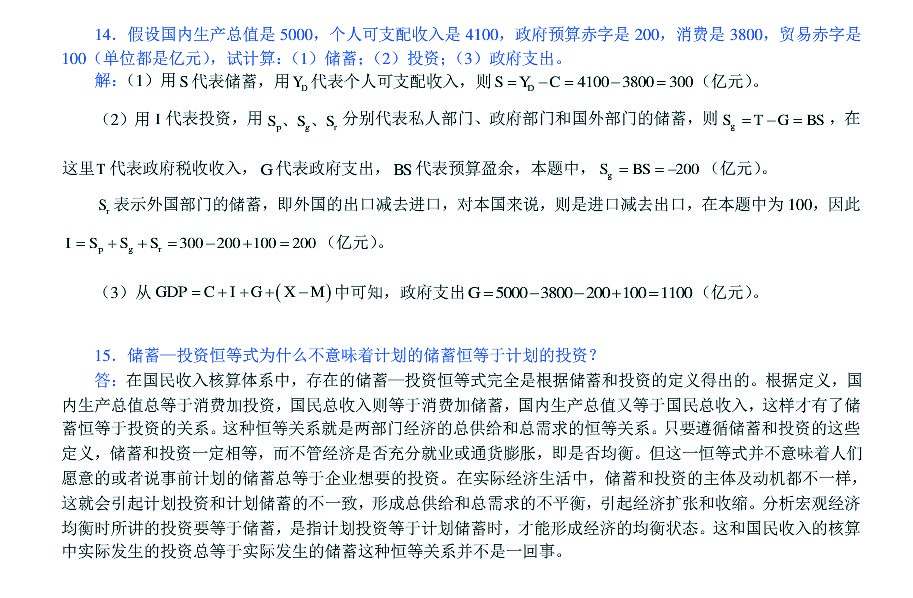 14．假设国内生产总值是 5000，个人可支配收入是 4100，政府预算赤字是 200，消费是 3800，贸易赤字是
100（单位都是亿元），试计算：（1）储蓄；（2）投资；（3）政府支出。
解：（1）用 S 代表储蓄，用 Y_D 代表个人可支配收入，则 S = Y_D − C = 4100 − 3800 = 300（亿元）。
（2）用 I 代表投资，用 S_p、S_g、S_r 分别代表私人部门、政府部门和国外部门的储蓄，则 S_g = T − G = BS ，在
这里 T 代表政府税收收入， G 代表政府支出， BS 代表预算盈余，本题中， S_g = BS = −200（亿元）。
S_r 表示外国部门的储蓄，即外国的出口减去进口，对本国来说，则是进口减去出口，在本题中为 100，因此
I = S_p + S_g + S_r = 300 − 200 + 100 = 200（亿元）。
（3）从 GDP = C + I + G + ( X − M ) 中可知，政府支出 G = 5000 − 3800 − 200 + 100 = 1100（亿元）。
15．储蓄—投资恒等式为什么不意味着计划的储蓄恒等于计划的投资？
答：在国民收入核算体系中，存在的储蓄—投资恒等式完全是根据储蓄和投资的定义得出的。根据定义，国
内生产总值总等于消费加投资，国民总收入则等于消费加储蓄，国内生产总值又等于国民总收入，这样才有了储
蓄恒等于投资的关系。这种恒等关系就是两部门经济的总供给和总需求的恒等关系。只要遵循储蓄和投资的这些
定义，储蓄和投资一定相等，而不管经济是否充分就业或通货膨胀，即是否均衡。但这一恒等式并不意味着人们
愿意的或者说事前计划的储蓄总等于企业想要的投资。在实际经济生活中，储蓄和投资的主体及动机都不一样，
这就会引起计划投资和计划储蓄的不一致，形成总供给和总需求的不平衡，引起经济扩张和收缩。分析宏观经济
均衡时所讲的投资要等于储蓄，是指计划投资等于计划储蓄时，才能形成经济的均衡状态。这和国民收入的核算
中实际发生的投资总等于实际发生的储蓄这种恒等关系并不是一回事。